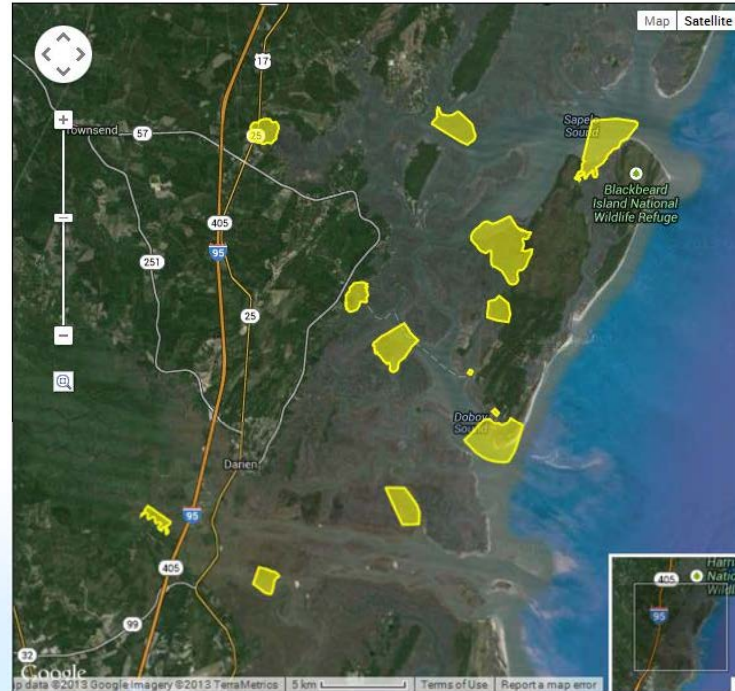 Map Satellite
17
Townsend
57
25
Sapelo
Sound
Blackbeard
Island National
Wildlife Refuge
405
95
251
25
Doboy
Sound
Darien
95
405
99
32
405
95
Google
5 km
Terms of Use
Report a map error
p data ©2013 Google Imagery ©2013 TerraMetrics